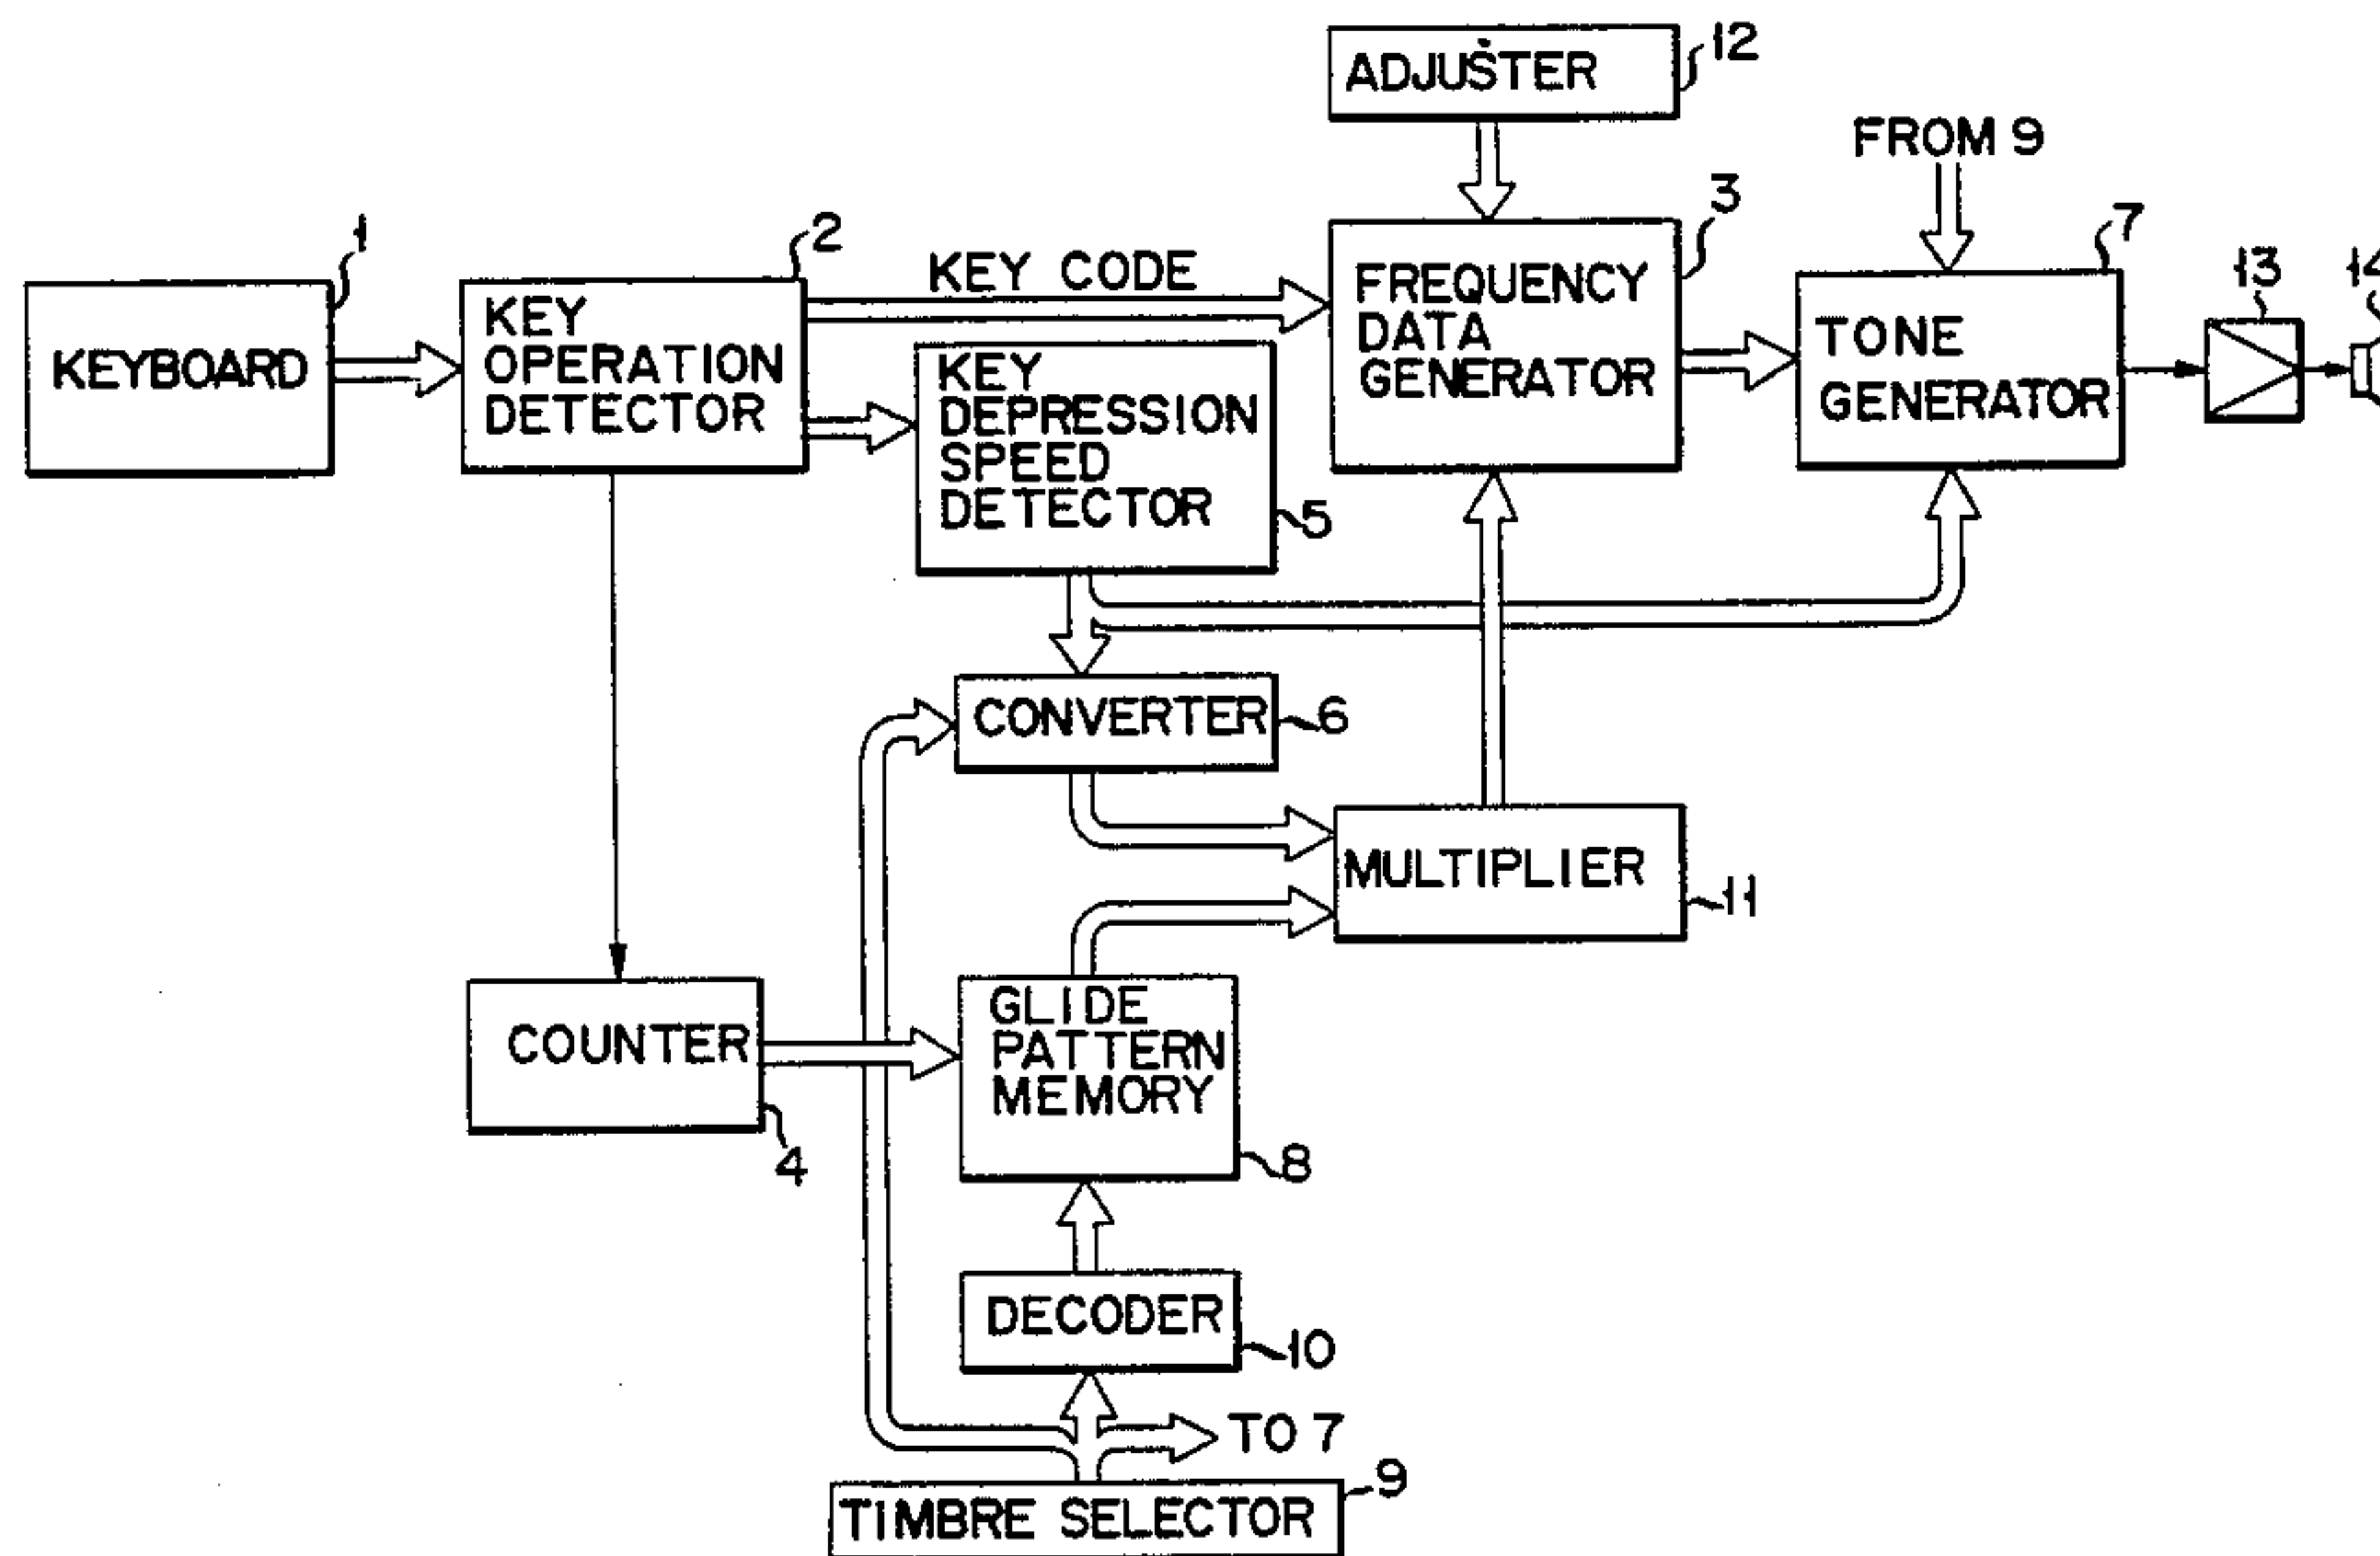 ADJUSTER
12
FROM 9
3
7
1
2
KEY CODE
13
14
KEYBOARD
KEY
OPERATION
DETECTOR
FREQUENCY
DATA
GENERATOR
TONE
GENERATOR
KEY
DEPRESSION
SPEED
DETECTOR
5
CONVERTER
6
MULTIPLIER
11
COUNTER
4
GLIDE
PATTERN
MEMORY
8
DECODER
10
TO 7
9
TIMBRE SELECTOR